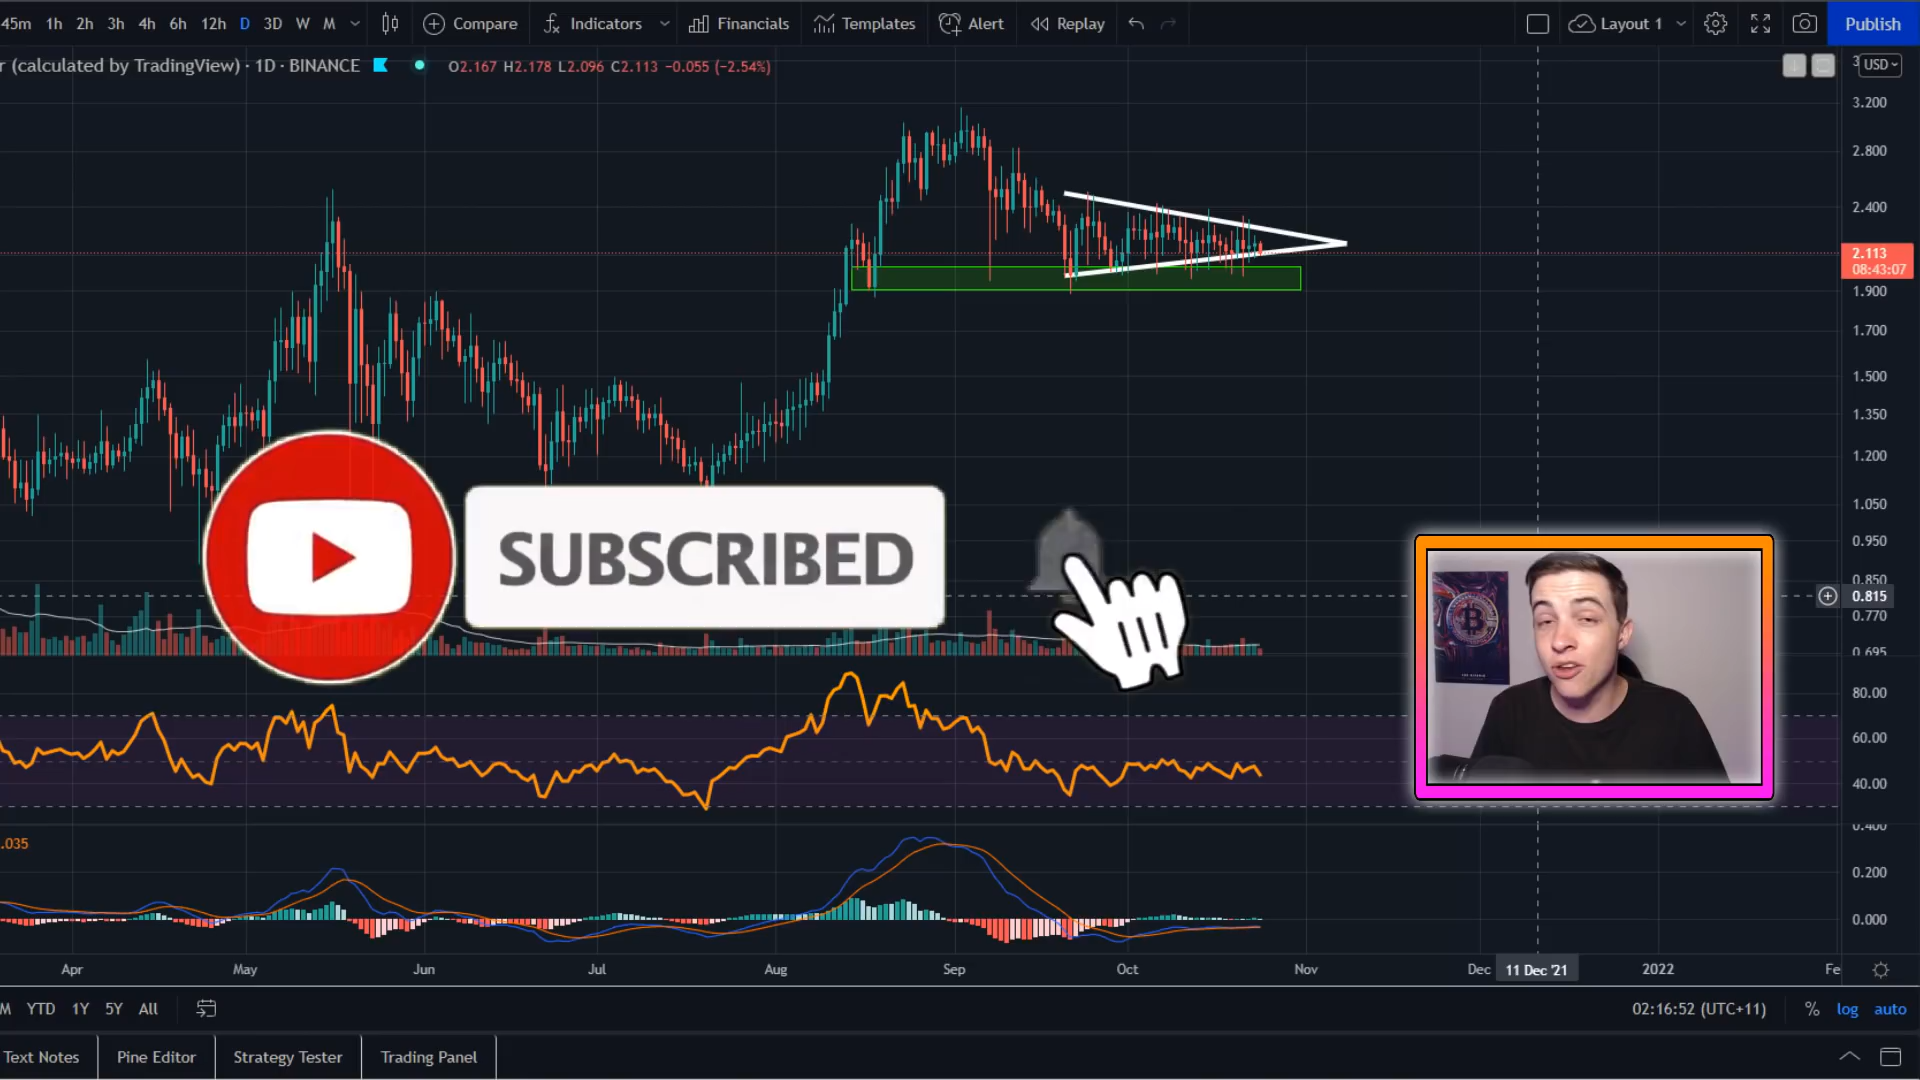 45m 1h 2h 3h 4h 6h 12h D 3D W M Compare Indicators Financials Templates Alert Replay Layout 1 Publish
r (calculated by TradingView) · 1D · BINANCE O2.167 H2.178 L2.096 C2.113 −0.055 (−2.54%)
USD
3.200
2.800
2.400
2.113
08:43:07
1.900
1.700
1.500
1.350
1.200
1.050
0.950
0.850
0.815
0.770
0.695
SUBSCRIBED
B
80.00
60.00
40.00
.035
0.400
0.200
0.000
Apr May Jun Jul Aug Sep Oct Nov Dec 11 Dec '21 2022 Fe
M YTD 1Y 5Y All 02:16:52 (UTC+11) % log auto
Text Notes Pine Editor Strategy Tester Trading Panel